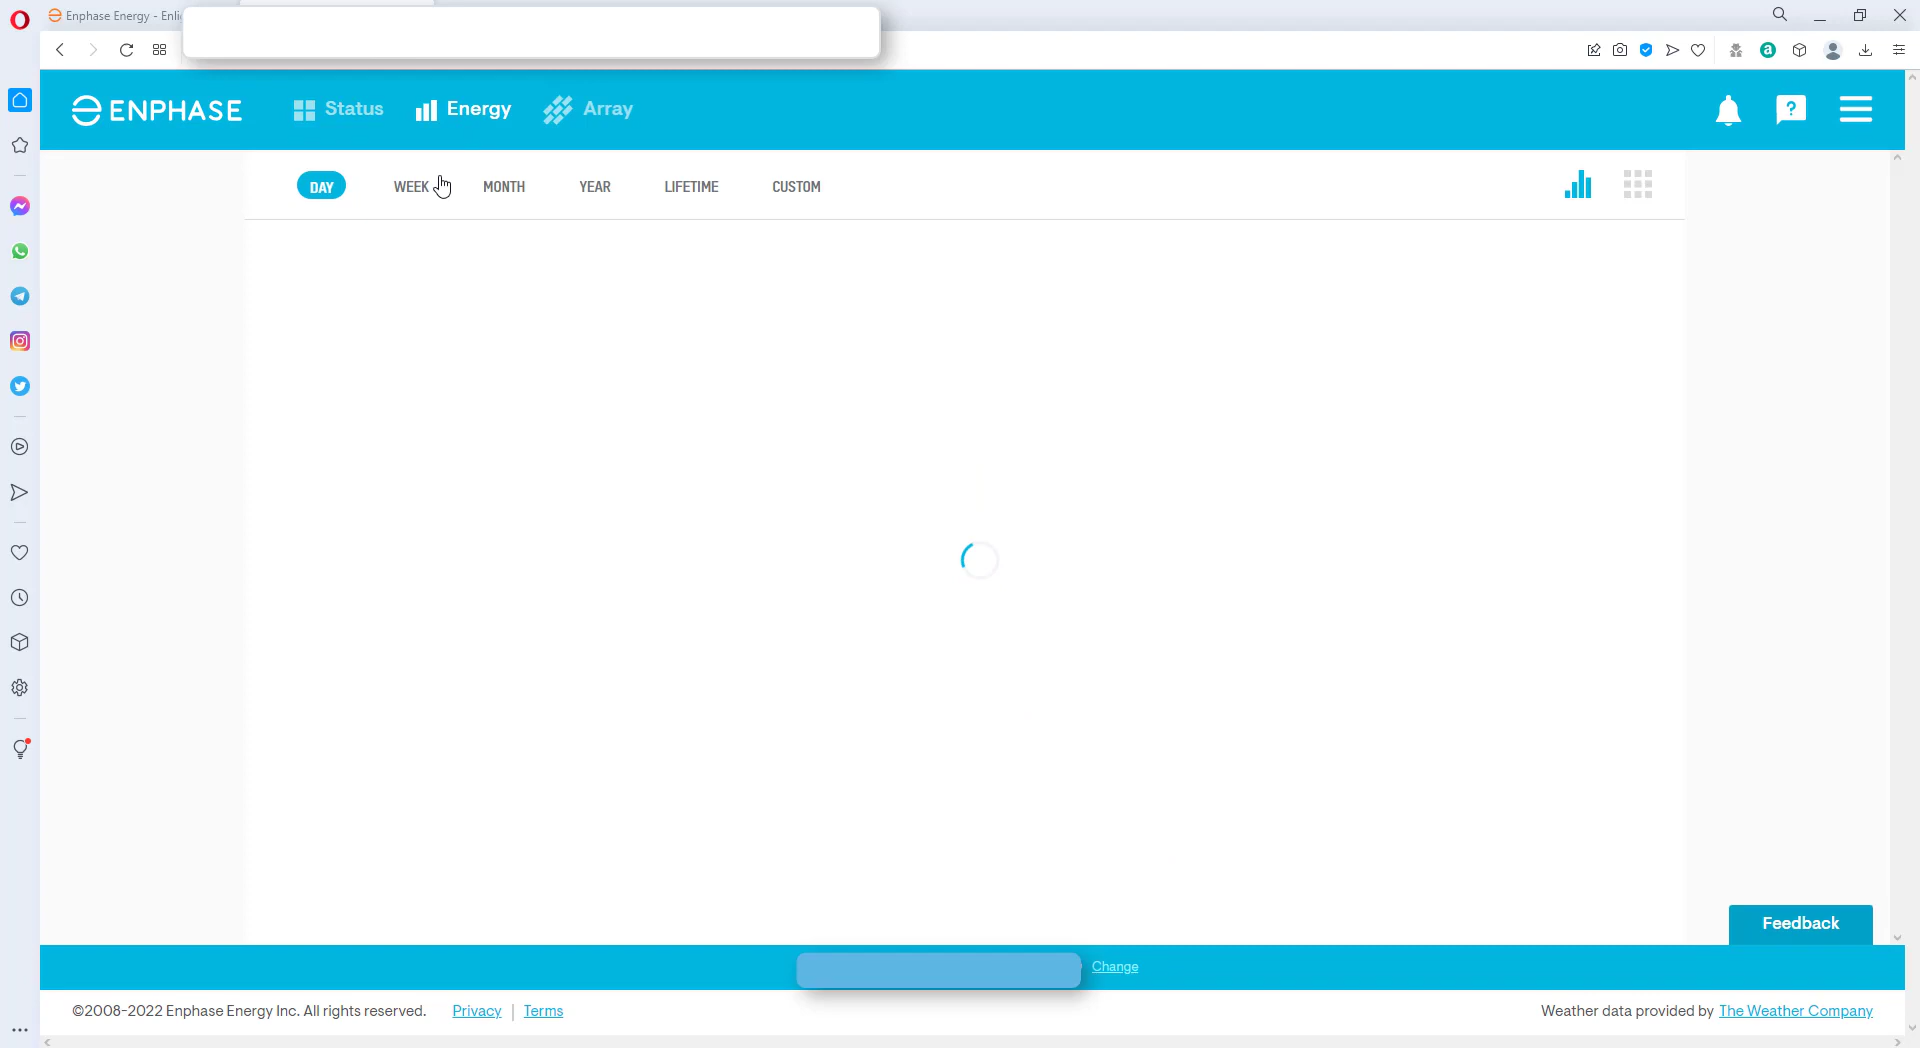 Enphase Energy - Enli
ENPHASE
Status
Energy
Array
DAY
WEEK
MONTH
YEAR
LIFETIME
CUSTOM
Feedback
Change
©2008-2022 Enphase Energy Inc. All rights reserved.
Privacy | Terms
Weather data provided by The Weather Company